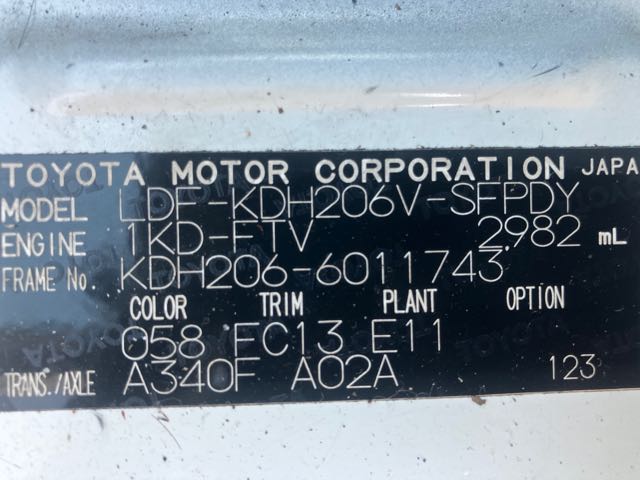 TOYOTA MOTOR CORPORATION JAPAN
MODEL LDF-KDH206V-SFPDY
ENGINE 1KD-FTV 2982 mL
FRAME No. KDH206-6011743
COLOR TRIM PLANT OPTION
058 FC13 E11
TRANS./AXLE A340F A02A 123